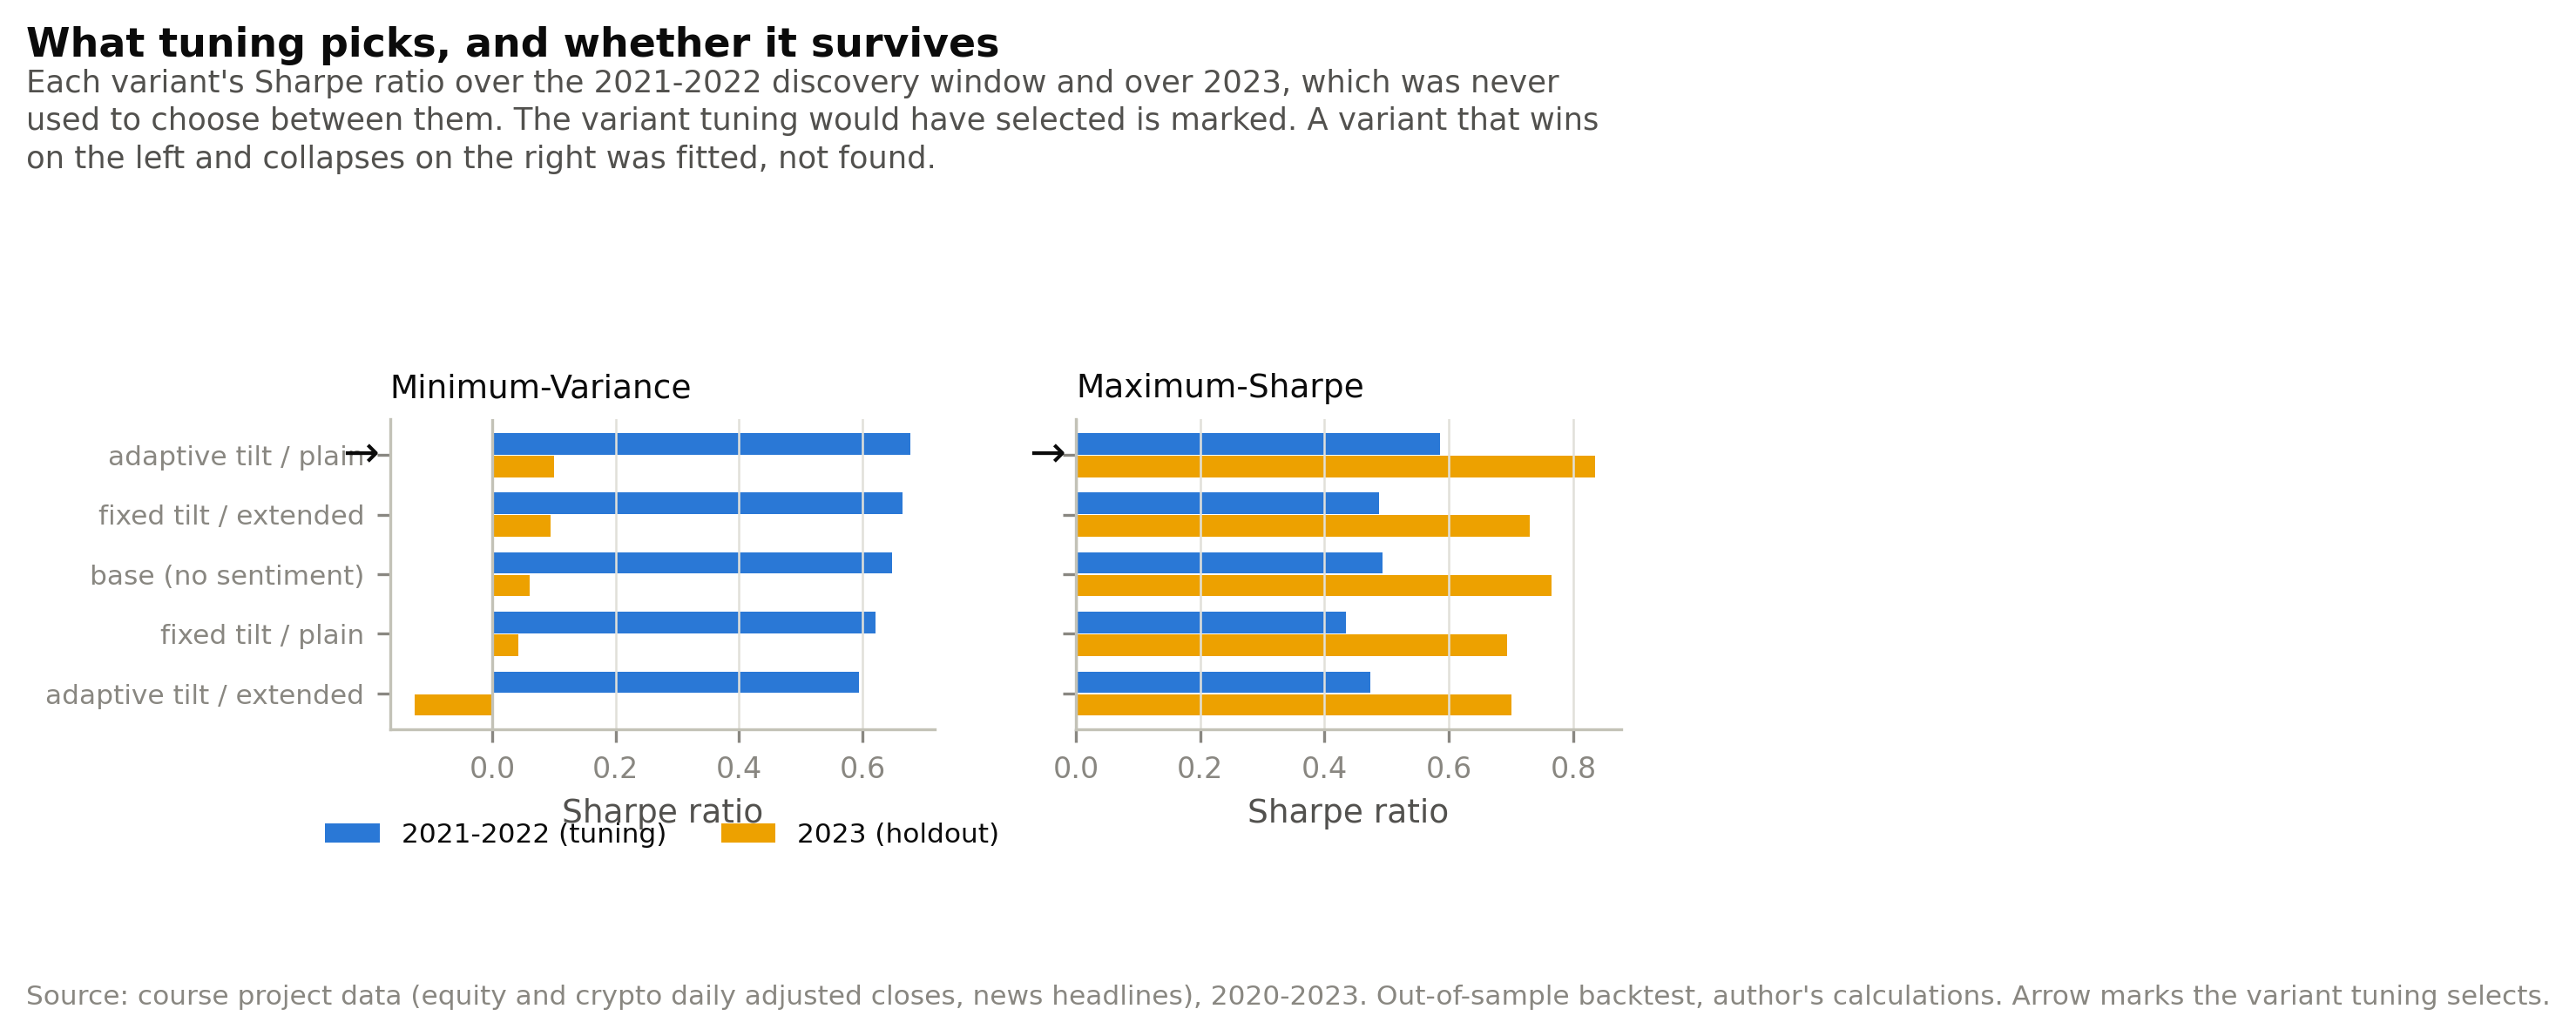 What tuning picks, and whether it survives
Each variant's Sharpe ratio over the 2021-2022 discovery window and over 2023, which was never
used to choose between them. The variant tuning would have selected is marked. A variant that wins
on the left and collapses on the right was fitted, not found.
Minimum-Variance
Maximum-Sharpe
adaptive tilt / plain
→
→
fixed tilt / extended
base (no sentiment)
fixed tilt / plain
adaptive tilt / extended
0.0 0.2 0.4 0.6
0.0 0.2 0.4 0.6 0.8
Sharpe ratio
Sharpe ratio
2021-2022 (tuning) 2023 (holdout)
Source: course project data (equity and crypto daily adjusted closes, news headlines), 2020-2023. Out-of-sample backtest, author's calculations. Arrow marks the variant tuning selects.